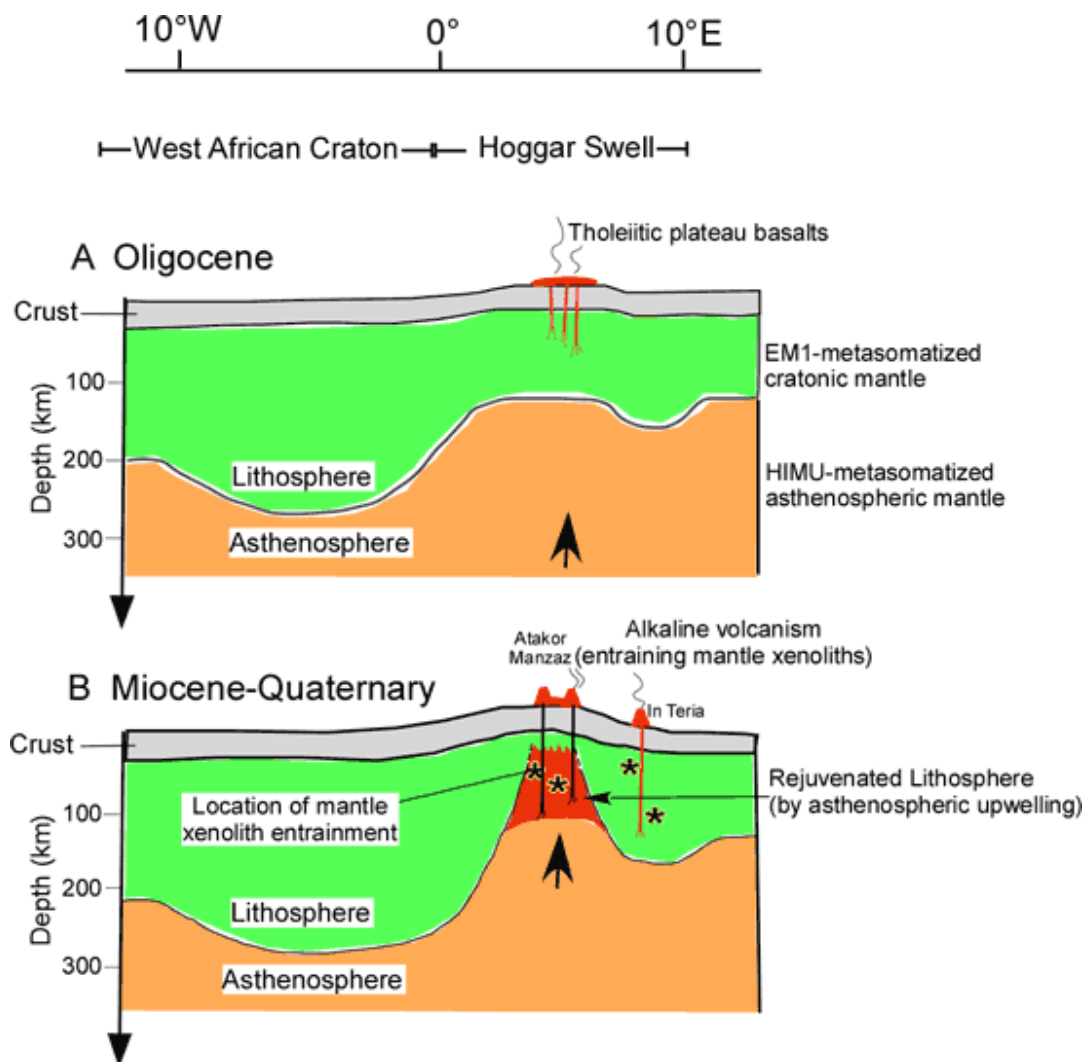 10°W 0° 10°E
West African Craton Hoggar Swell
Tholeiitic plateau basalts
A Oligocene
Crust
EM1-metasomatized
cratonic mantle
100
200
300
Depth (km)
Lithosphere
HIMU-metasomatized
asthenospheric mantle
Asthenosphere
Alkaline volcanism
(entraining mantle xenoliths)
Atakor
Manzaz
B Miocene-Quaternary
In Teria
Crust
Location of mantle
xenolith entrainment
Rejuvenated Lithosphere
(by asthenospheric upwelling)
100
200
300
Depth (km)
Lithosphere
Asthenosphere